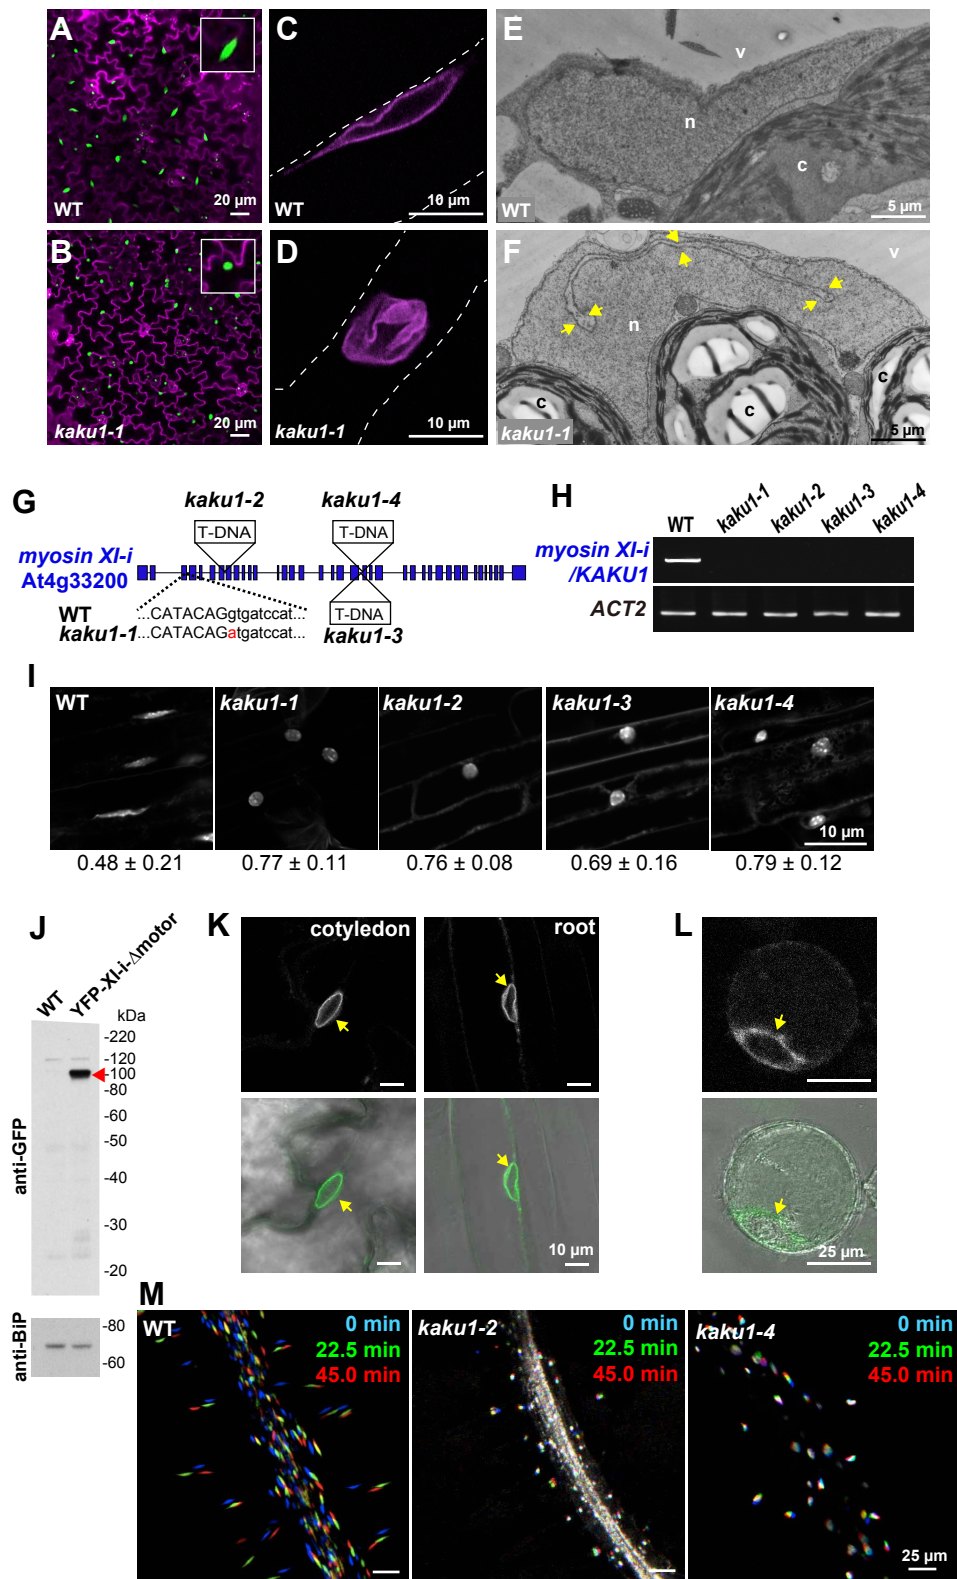 A
WT
20 µm
C
WT
10 µm
E
v
n
c
WT
5 µm
B
kaku1-1
20 µm
D
kaku1-1
10 µm
F
v
n
c
c
c
kaku1-1
5 µm
G
kaku1-2
kaku1-4
T-DNA
T-DNA
myosin XI-i
At4g33200
WT
...CATACAGgtgatccat...
kaku1-1
...CATACAGatgatccat...
T-DNA
kaku1-3
H
WT
kaku1-1
kaku1-2
kaku1-3
kaku1-4
myosin XI-i
/KAKU1
ACT2
I
WT
kaku1-1
kaku1-2
kaku1-3
kaku1-4
10 µm
0.48 ± 0.21
0.77 ± 0.11
0.76 ± 0.08
0.69 ± 0.16
0.79 ± 0.12
J
WT
YFP-XI-i-Δmotor
kDa
-220
-120
-100
-80
-60
-50
-40
-30
-20
anti-GFP
-80
-60
anti-BiP
K
cotyledon
root
10 µm
L
25 µm
M
WT
0 min
22.5 min
45.0 min
kaku1-2
0 min
22.5 min
45.0 min
kaku1-4
0 min
22.5 min
45.0 min
25 µm